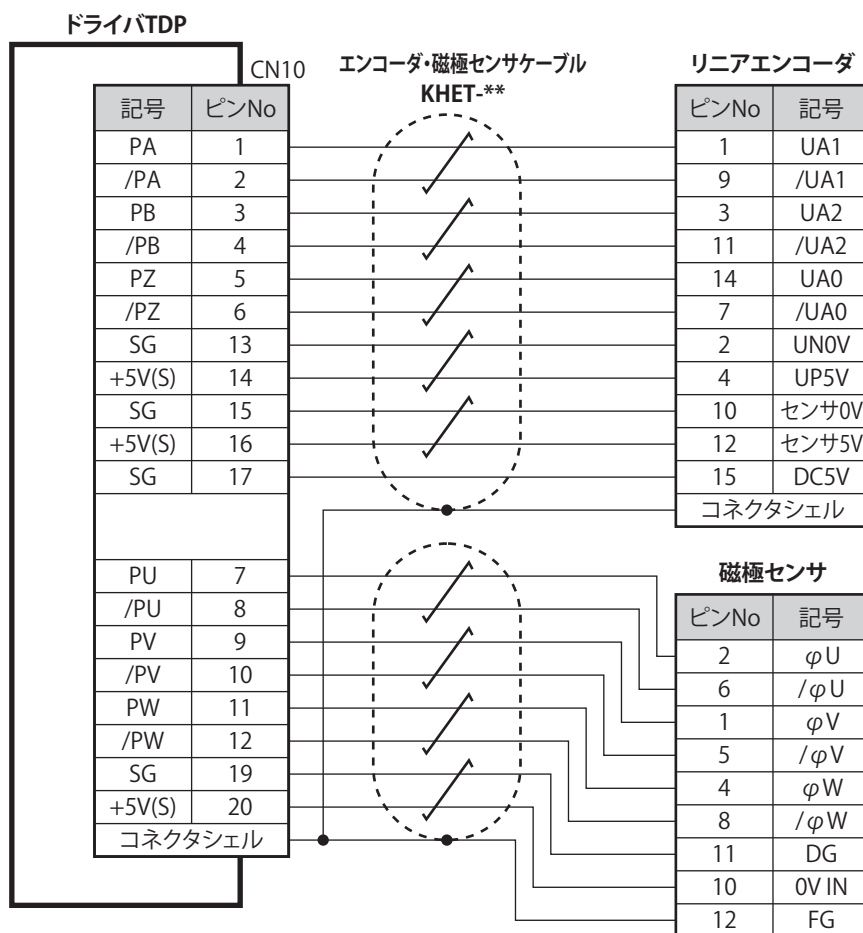 ドライバTDP
CN10
エンコーダ・磁極センサケーブル
KHET-**
リニアエンコーダ
記号 ピンNo
ピンNo 記号
PA 1
1 UA1
/PA 2
9 /UA1
PB 3
3 UA2
/PB 4
11 /UA2
PZ 5
14 UA0
/PZ 6
7 /UA0
SG 13
2 UN0V
+5V(S) 14
4 UP5V
SG 15
10 センサ0V
+5V(S) 16
12 センサ5V
SG 17
15 DC5V
コネクタシェル
磁極センサ
ピンNo 記号
PU 7
/PU 8
PV 9
/PV 10
PW 11
/PW 12
SG 19
+5V(S) 20
コネクタシェル
2 φU
6 /φU
1 φV
5 /φV
4 φW
8 /φW
11 DG
10 0V IN
12 FG